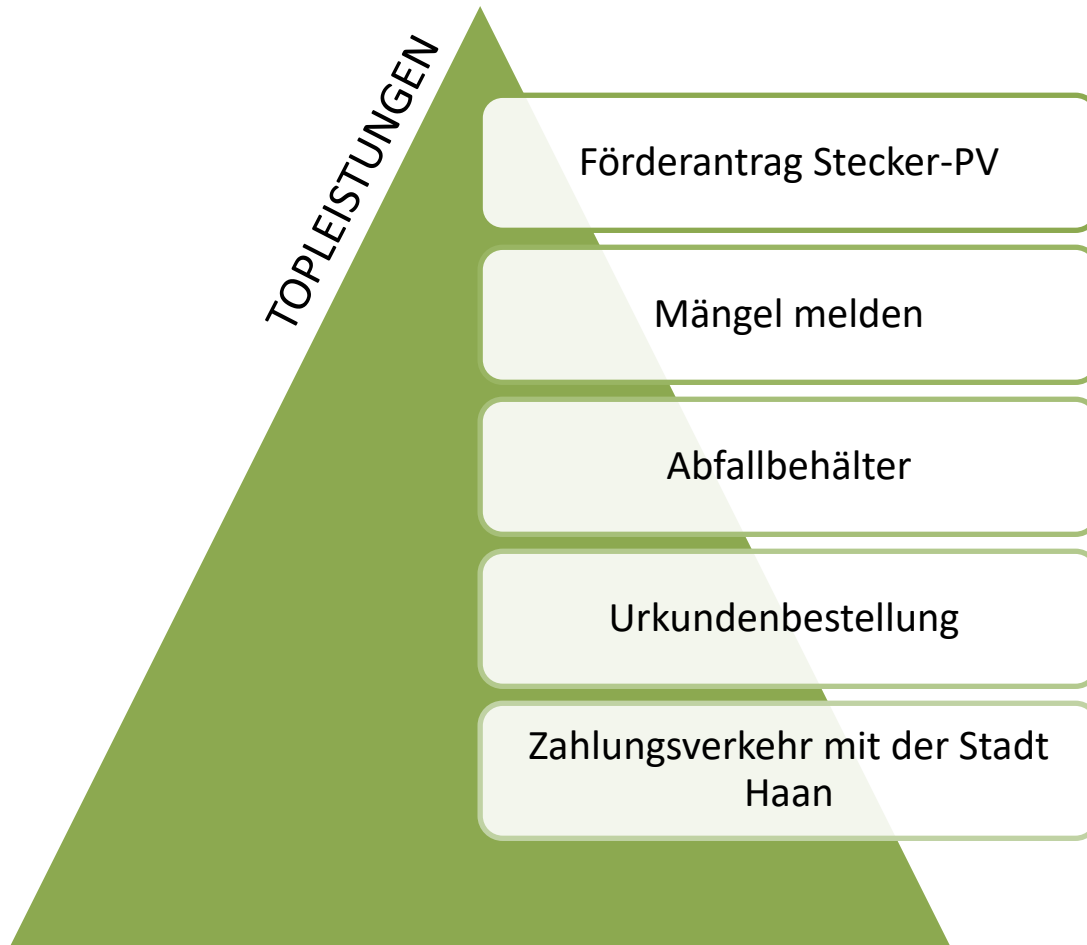 TOPLEISTUNGEN
Förderantrag Stecker-PV
Mängel melden
Abfallbehälter
Urkundenbestellung
Zahlungsverkehr mit der Stadt
Haan